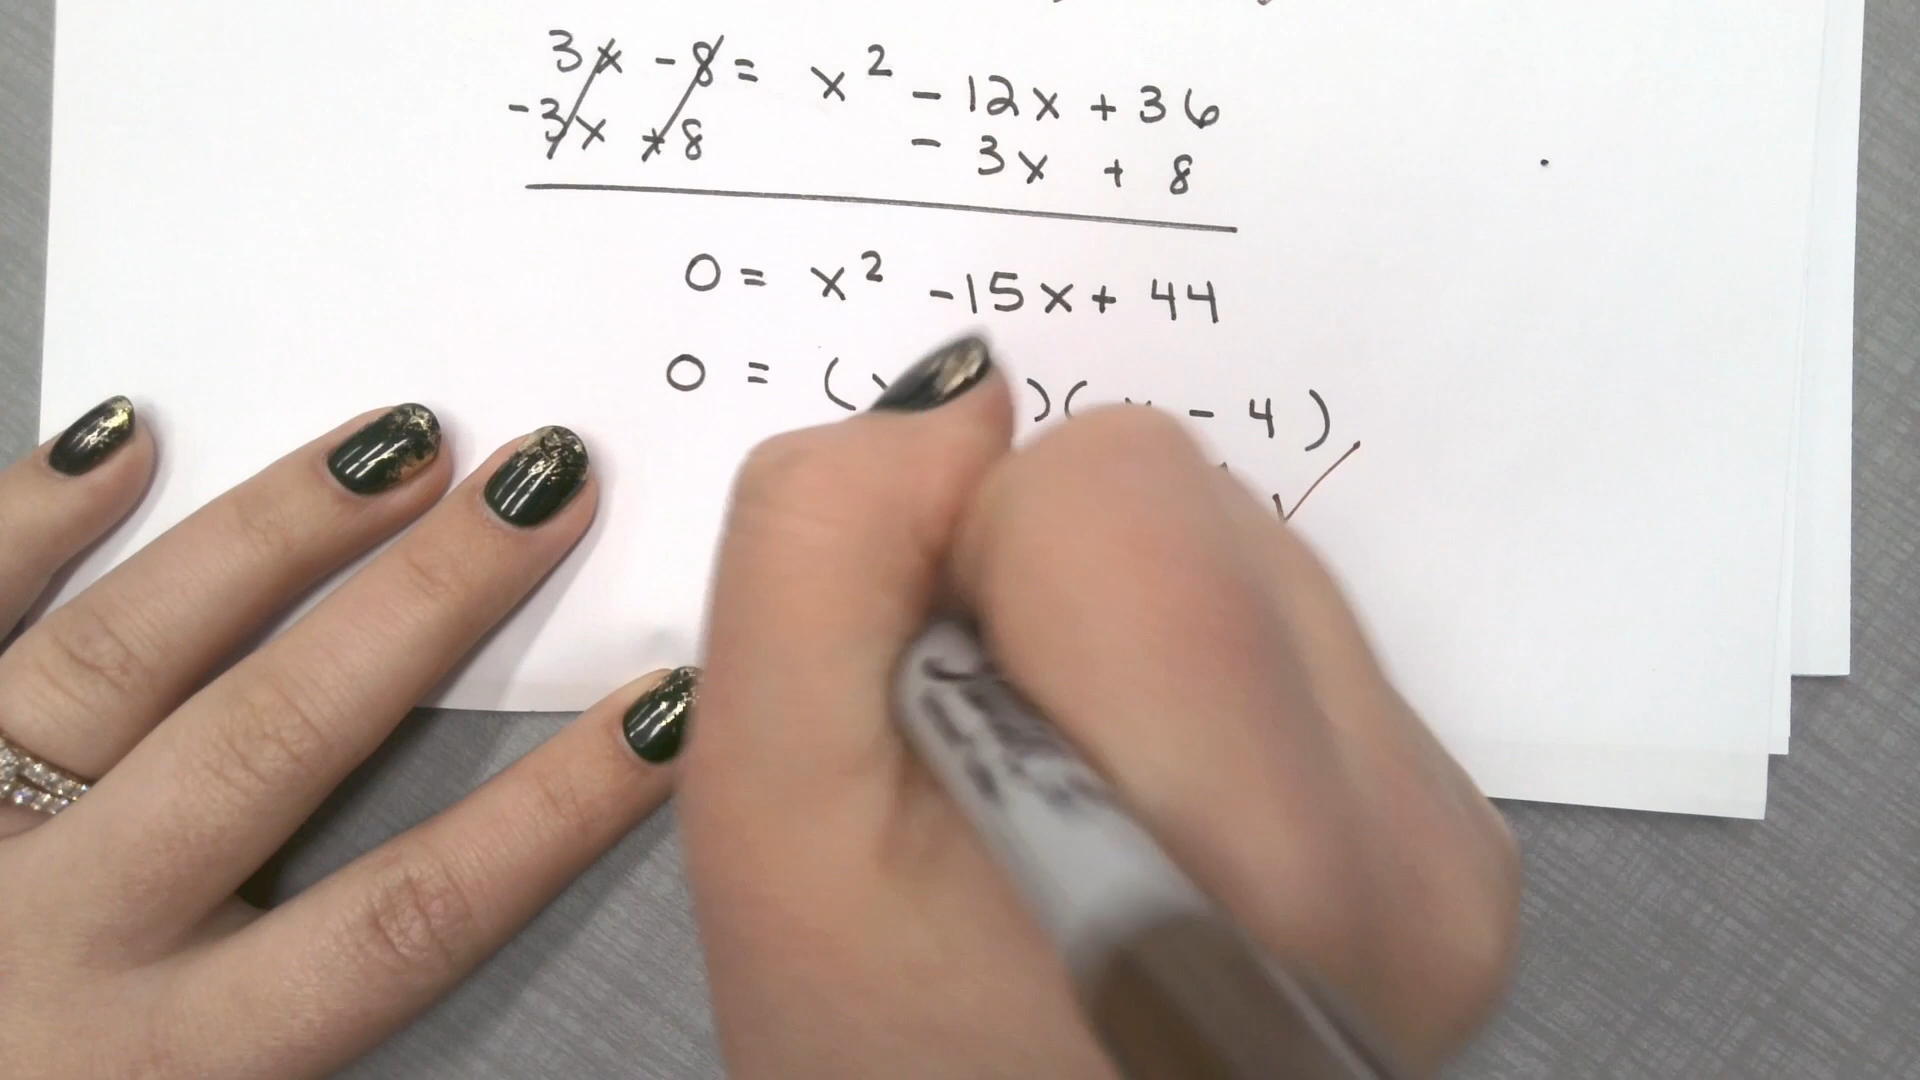 3x - 8 = x² - 12x + 36
-3x +8 - 3x + 8
0 = x² - 15x + 44
0 = ( )( - 4 )